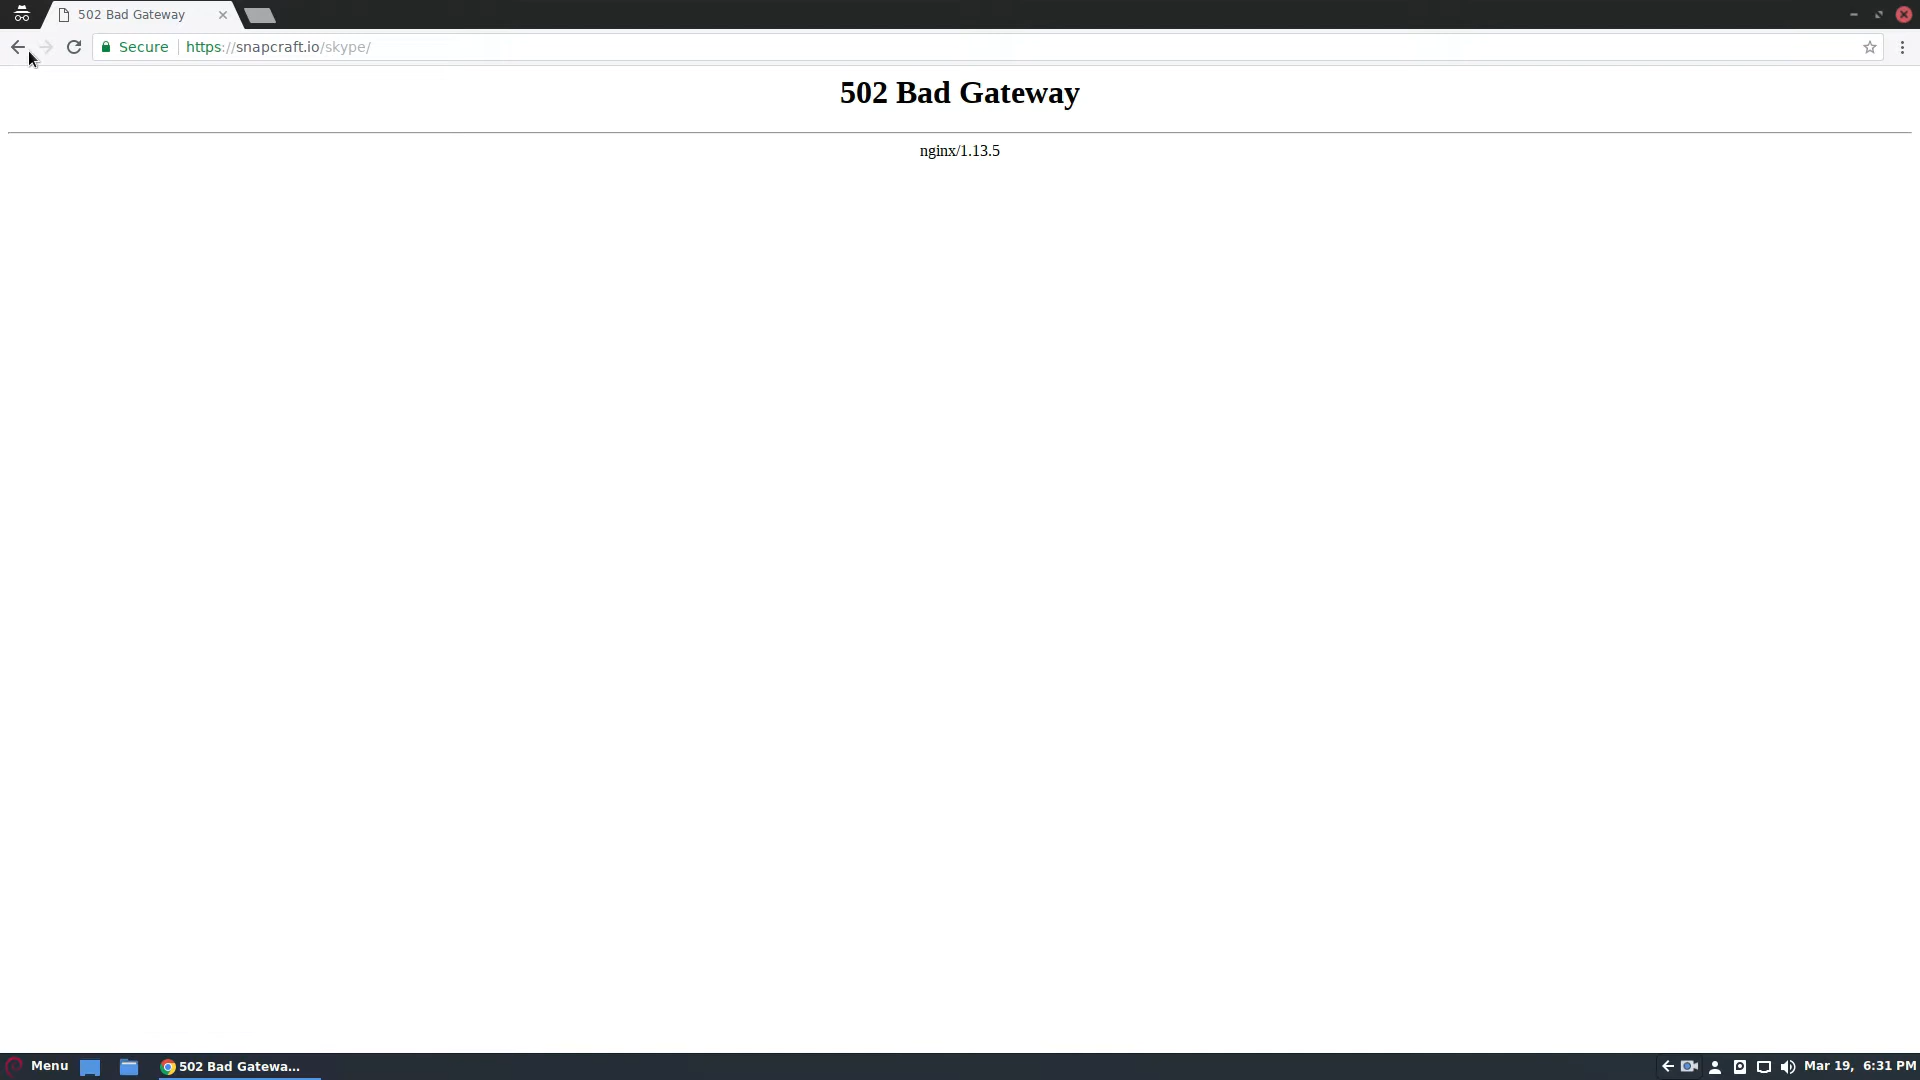 502 Bad Gateway
Secure
https://snapcraft.io/skype/
502 Bad Gateway
nginx/1.13.5
Menu
502 Bad Gatewa...
Mar 19, 6:31 PM